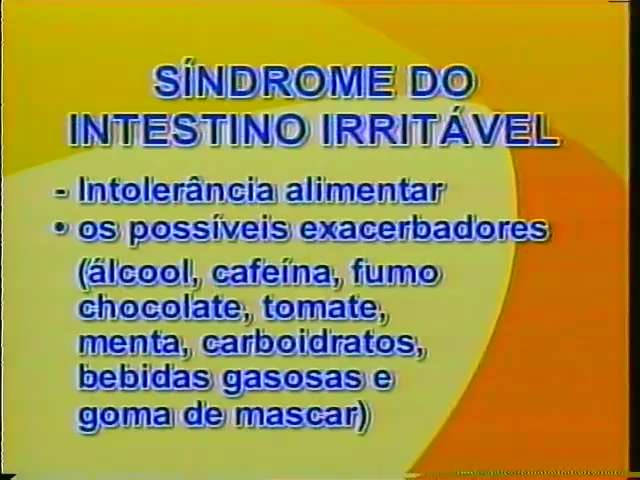 SÍNDROME DO
INTESTINO IRRITÁVEL
- Intolerância alimentar
• os possíveis exacerbadores
(álcool, cafeína, fumo
chocolate, tomate,
menta, carboidratos,
bebidas gasosas e
goma de mascar)